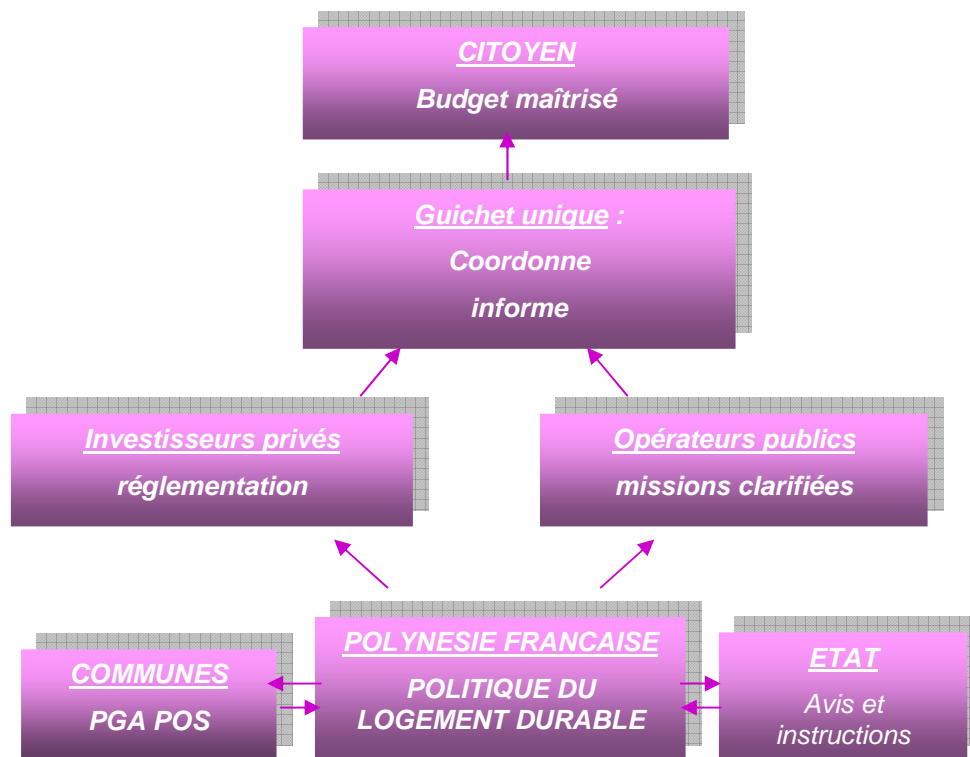 CITOYEN
Budget maîtrisé
Guichet unique :
Coordonne
informe
Investisseurs privés
réglementation
Opérateurs publics
missions clarifiées
COMMUNES
PGA POS
POLYNESIE FRANCAISE
POLITIQUE DU
LOGEMENT DURABLE
ETAT
Avis et
instructions